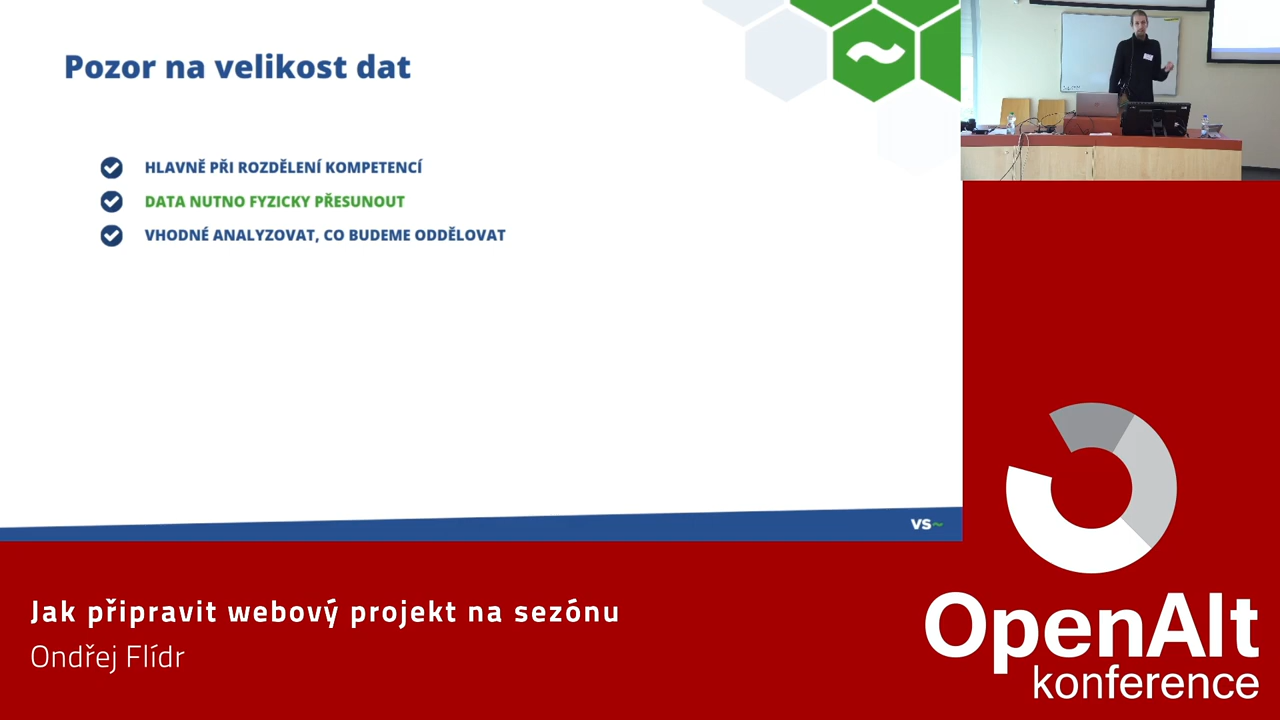 Pozor na velikost dat
HLAVNĚ PŘI ROZDĚLENÍ KOMPETENCÍ
DATA NUTNO FYZICKY PŘESUNOUT
VHODNÉ ANALYZOVAT, CO BUDEME ODDĚLOVAT
VS~
Jak připravit webový projekt na sezónu
Ondřej Flídr
OpenAlt
konference